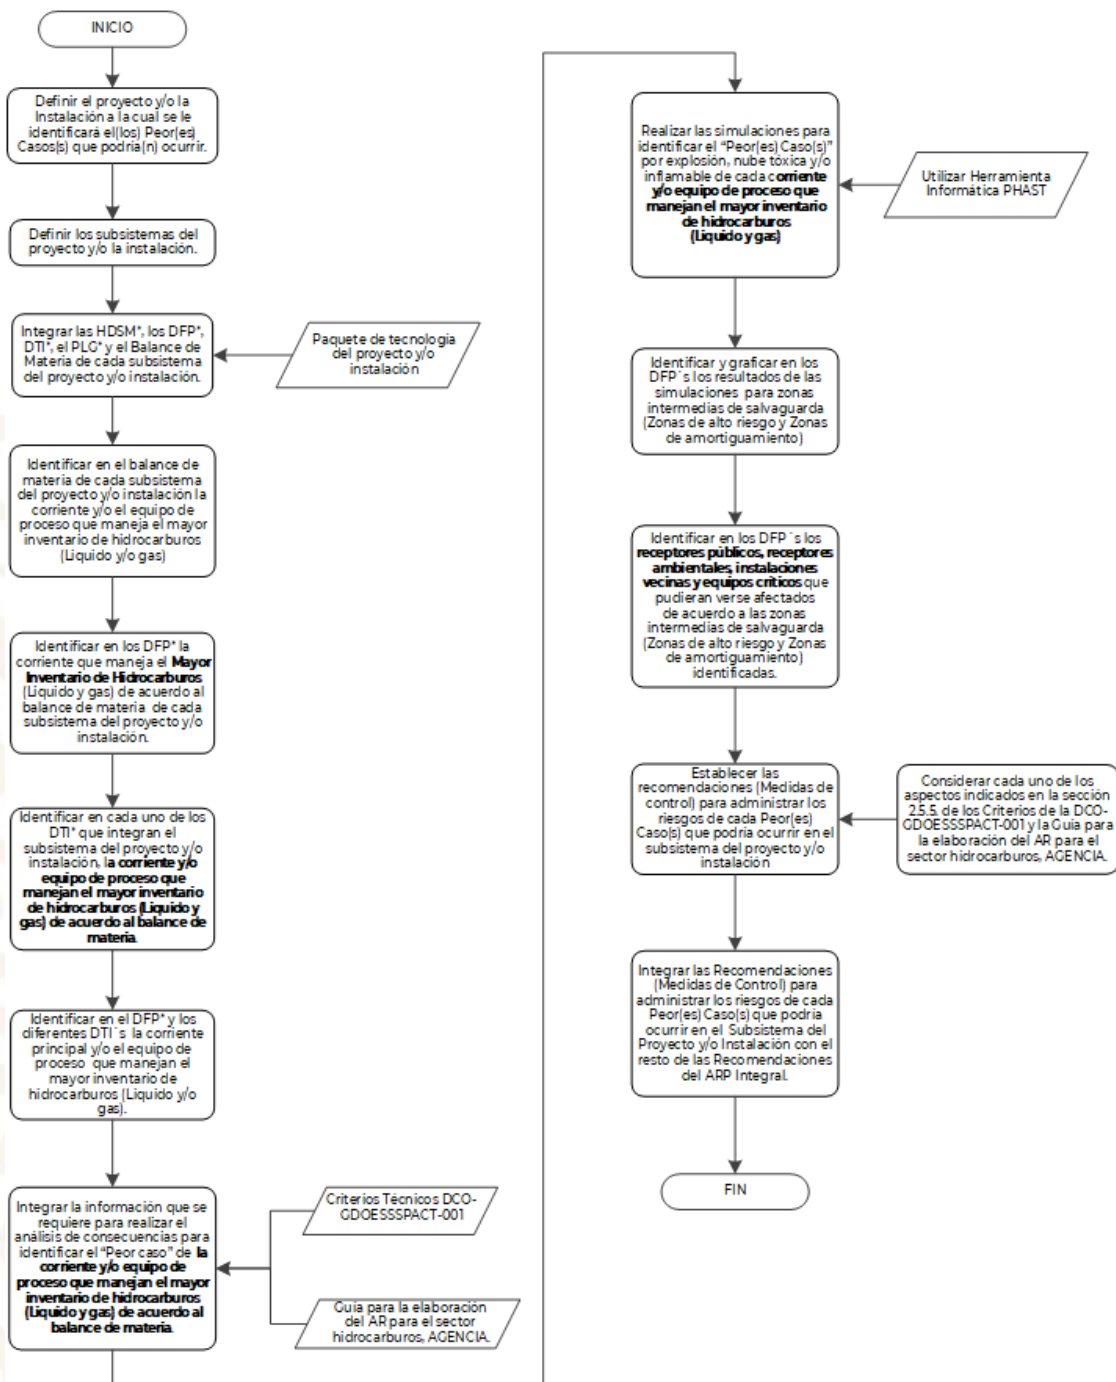 INICIO
Definir el proyecto y/o la
Instalación a la cual se le
identificará el(los) Peor(es)
Casos(s) que podría(n) ocurrir.
Definir los subsistemas del
proyecto y/o la instalación.
Integrar las HDSM*, los DFP*,
DTI*, el PLG* y el Balance de
Materia de cada subsistema
del proyecto y/o instalación.
Paquete de tecnología
del proyecto y/o
instalación
Identificar en el balance de
materia de cada subsistema
del proyecto y/o instalación la
corriente y/o el equipo de
proceso que maneja el mayor
inventario de hidrocarburos
(Liquido y/o gas)
Identificar en los DFP* la
corriente que maneja el Mayor
Inventario de Hidrocarburos
(Liquido y gas) de acuerdo al
balance de materia de cada
subsistema del proyecto y/o
instalación.
Identificar en cada uno de los
DTI* que integran el
subsistema del proyecto y/o
instalación, la corriente y/o
equipo de proceso que
manejan el mayor inventario
de hidrocarburos (Liquido y
gas) de acuerdo al balance de
materia.
Identificar en el DFP* y los
diferentes DTI´s la corriente
principal y/o el equipo de
proceso que manejan el
mayor inventario de
hidrocarburos (Liquido y/o
gas).
Integrar la información que se
requiere para realizar el
análisis de consecuencias para
identificar el "Peor caso" de la
corriente y/o equipo de
proceso que manejan el mayor
inventario de hidrocarburos
(Liquido y gas) de acuerdo al
balance de materia.
Criterios Técnicos DCO-
GDOESSSPACT-001
Guía para la elaboración
del AR para el sector
hidrocarburos, AGENCIA.
Realizar las simulaciones para
identificar el "Peor(es) Caso(s)"
por explosión, nube tóxica y/o
inflamable de cada corriente
y/o equipo de proceso que
manejan el mayor inventario
de hidrocarburos
(Liquido y gas)
Utilizar Herramienta
Informática PHAST
Identificar y graficar en los
DFP´s los resultados de las
simulaciones para zonas
intermedias de salvaguarda
(Zonas de alto riesgo y Zonas
de amortiguamiento)
Identificar en los DFP´s los
receptores públicos, receptores
ambientales, instalaciones
vecinas y equipos críticos que
pudieran verse afectados
de acuerdo a las zonas
intermedias de salvaguarda
(Zonas de alto riesgo y Zonas
de amortiguamiento)
identificadas.
Establecer las
recomendaciones (Medidas de
control) para administrar los
riesgos de cada Peor(es)
Caso(s) que podría ocurrir en el
subsistema del proyecto y/o
instalación
Considerar cada uno de los
aspectos indicados en la sección
2.5.5. de los Criterios de la DCO-
GDOESSSPACT-001 y la Guía para
la elaboración del AR para el
sector hidrocarburos, AGENCIA.
Integrar las Recomendaciones
(Medidas de Control) para
administrar los riesgos de cada
Peor(es) Caso(s) que podría
ocurrir en el Subsistema del
Proyecto y/o Instalación con el
resto de las Recomendaciones
del ARP Integral.
FIN